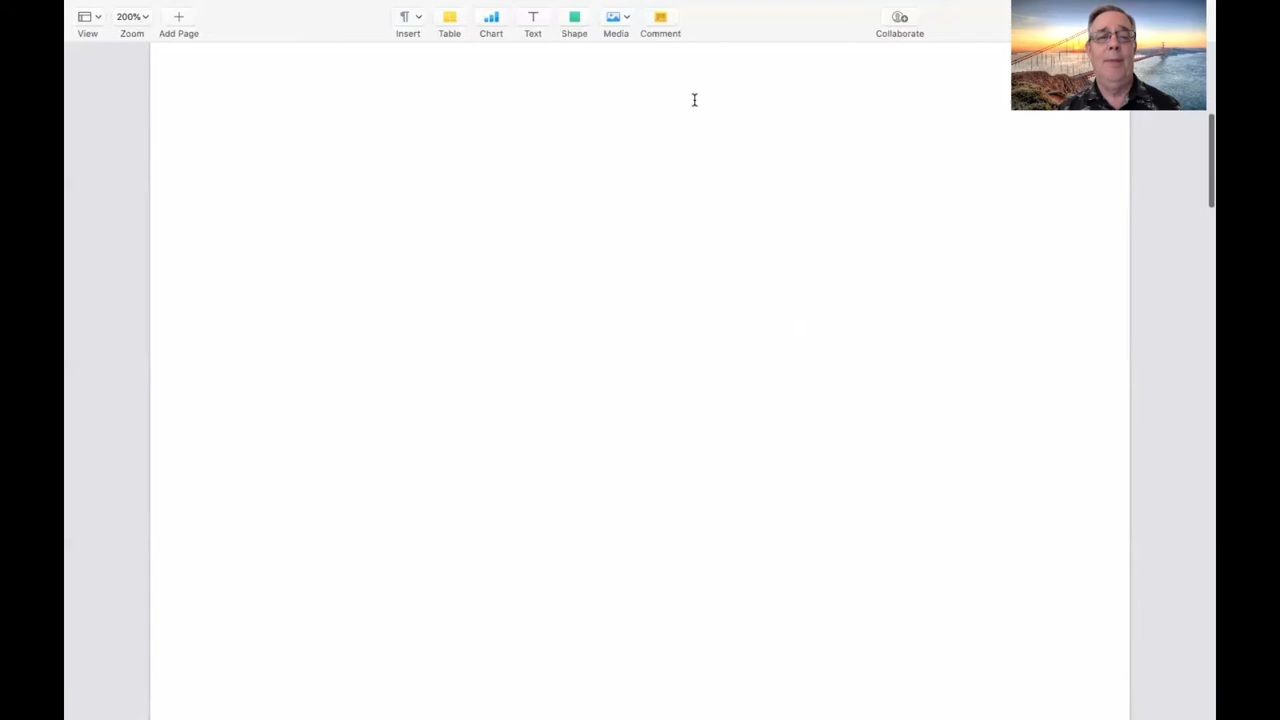 200%
View
Zoom
Add Page
Insert
Table
Chart
Text
Shape
Media
Comment
Collaborate